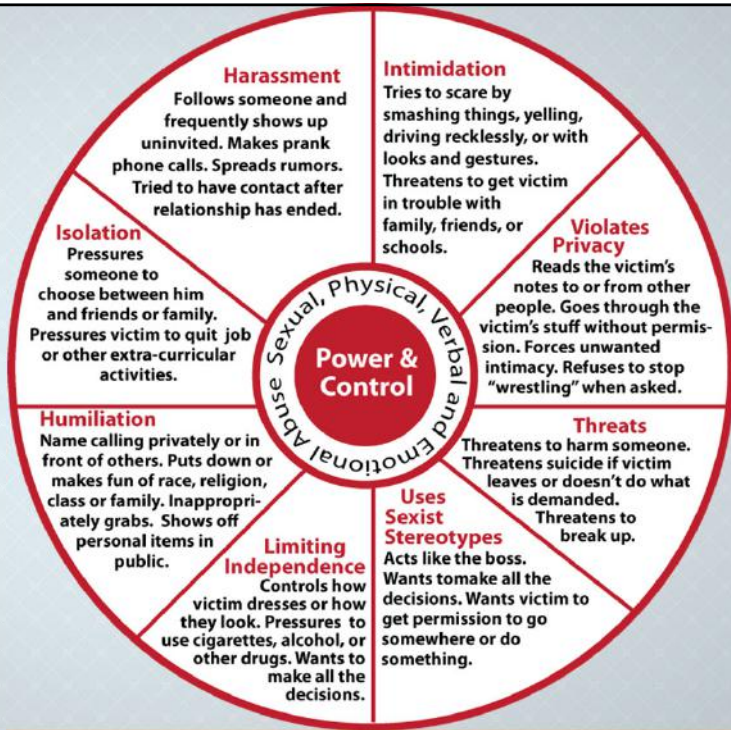 Harassment
Follows someone and
frequently shows up
uninvited. Makes prank
phone calls. Spreads rumors.
Tried to have contact after
relationship has ended.
Intimidation
Tries to scare by
smashing things, yelling,
driving recklessly, or with
looks and gestures.
Threatens to get victim
in trouble with
family, friends, or
schools.
Violates
Privacy
Reads the victim's
notes to or from other
people. Goes through the
victim's stuff without permis-
sion. Forces unwanted
intimacy. Refuses to stop
“wrestling” when asked.
Threats
Threatens to harm someone.
Threatens suicide if victim
leaves or doesn't do what
is demanded.
Threatens to
break up.
Uses
Sexist
Stereotypes
Acts like the boss.
Wants tomake all the
decisions. Wants victim to
get permission to go
somewhere or do
something.
Limiting
Independence
Controls how
victim dresses or how
they look. Pressures to
use cigarettes, alcohol, or
other drugs. Wants to
make all the
decisions.
Humiliation
Name calling privately or in
front of others. Puts down or
makes fun of race, religion,
class or family. Inappropri-
ately grabs. Shows off
personal items in
public.
Isolation
Pressures
someone to
choose between him
and friends or family.
Pressures victim to quit job
or other extra-curricular
activities.
Sexual, Physical, Verbal and Emotional Abuse
Power &
Control